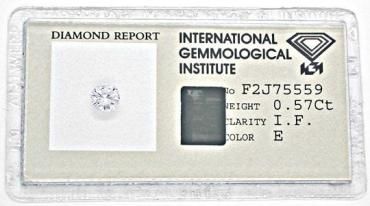 DIAMOND REPORT
INTERNATIONAL
GEMMOLOGICAL
INSTITUTE
No F2J75559
WEIGHT 0.57Ct
CLARITY I.F.
COLOR E